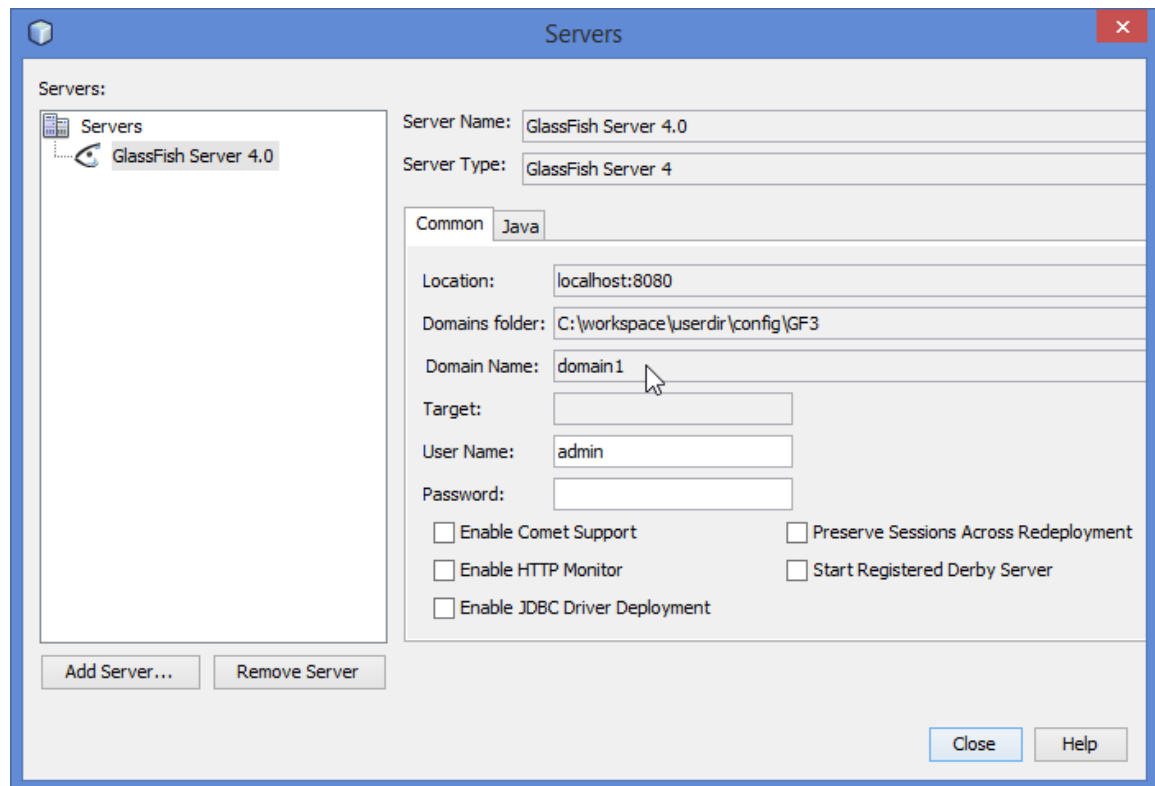 Servers
Servers:
Servers
GlassFish Server 4.0
Server Name: GlassFish Server 4.0
Server Type: GlassFish Server 4
Common Java
Location: localhost:8080
Domains folder: C:\workspace\userdir\config\GF3
Domain Name: domain1
Target:
User Name: admin
Password:
Enable Comet Support Preserve Sessions Across Redeployment
Enable HTTP Monitor Start Registered Derby Server
Enable JDBC Driver Deployment
Add Server... Remove Server
Close Help